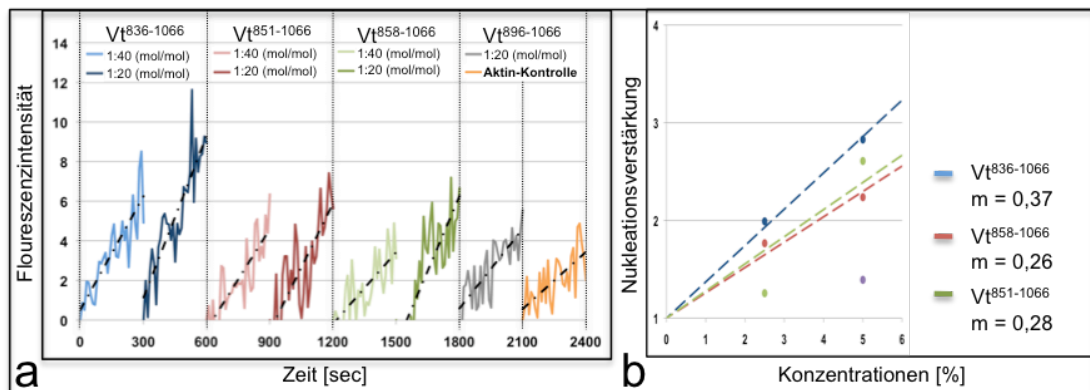 Vt836-1066 Vt851-1066 Vt858-1066 Vt896-1066
1:40 (mol/mol) 1:40 (mol/mol) 1:40 (mol/mol) 1:20 (mol/mol)
1:20 (mol/mol) 1:20 (mol/mol) 1:20 (mol/mol) Aktin-Kontrolle
14
12
10
8
6
4
2
0
Floureszenzintensität
0 300 600 900 1200 1500 1800 2100 2400
Zeit [sec]
a
4
3
2
1
Nukleationsverstärkung
0 1 2 3 4 5 6
Konzentrationen [%]
b
Vt836-1066
m = 0,37
Vt858-1066
m = 0,26
Vt851-1066
m = 0,28